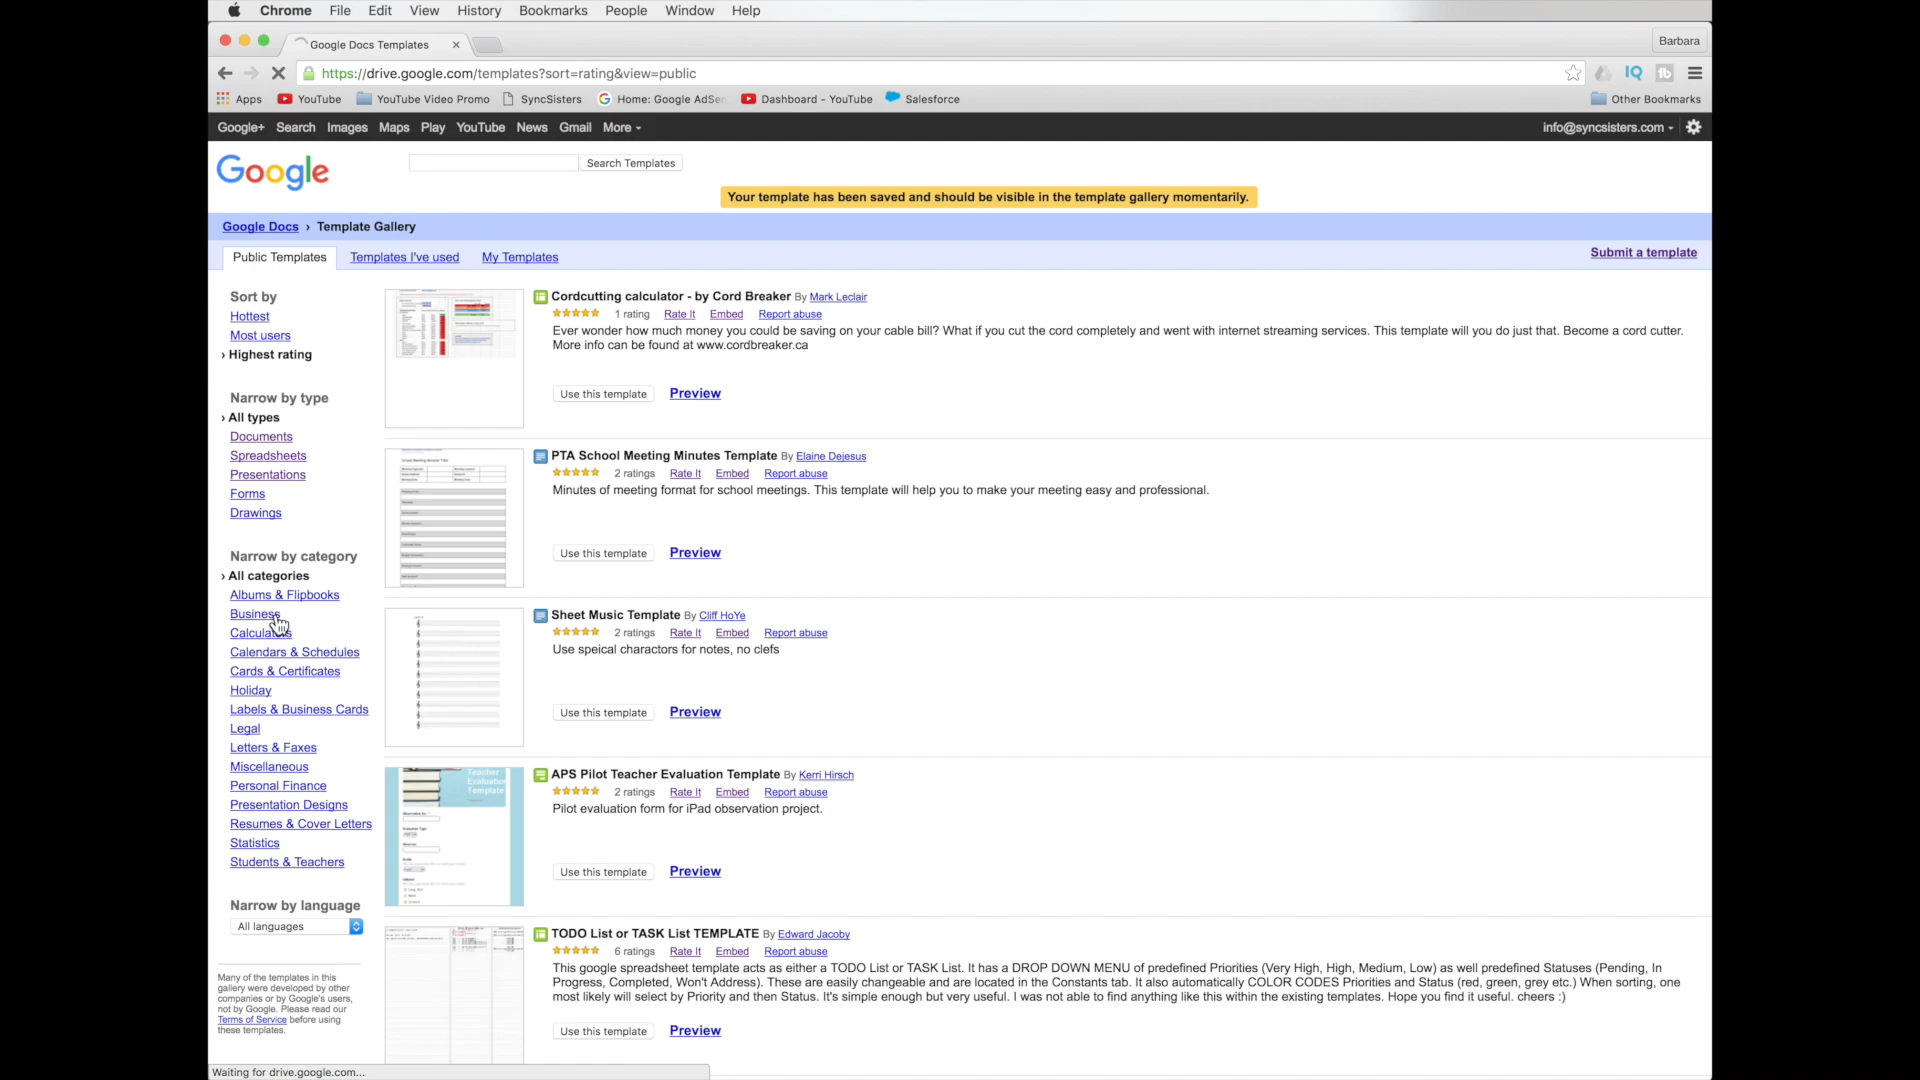 Chrome File Edit View History Bookmarks People Window Help
Google Docs Templates
Barbara
https://drive.google.com/templates?sort=rating&view=public
Apps YouTube YouTube Video Promo SyncSisters Home: Google AdSen Dashboard - YouTube Salesforce Other Bookmarks
Google+ Search Images Maps Play YouTube News Gmail More info@syncsisters.com
Google
Search Templates
Your template has been saved and should be visible in the template gallery momentarily.
Google Docs › Template Gallery
Public Templates Templates I've used My Templates Submit a template
Sort by
Hottest
Most users
› Highest rating
Narrow by type
› All types
Documents
Spreadsheets
Presentations
Forms
Drawings
Narrow by category
› All categories
Albums & Flipbooks
Business
Calculators
Calendars & Schedules
Cards & Certificates
Holiday
Labels & Business Cards
Legal
Letters & Faxes
Miscellaneous
Personal Finance
Presentation Designs
Resumes & Cover Letters
Statistics
Students & Teachers
Narrow by language
All languages
Many of the templates in this
gallery were developed by other
companies or by Google's users,
not by Google. Please read our
Terms of Service before using
these templates.
Cordcutting calculator - by Cord Breaker By Mark Leclair
1 rating Rate It Embed Report abuse
Ever wonder how much money you could be saving on your cable bill? What if you cut the cord completely and went with internet streaming services. This template will you do just that. Become a cord cutter.
More info can be found at www.cordbreaker.ca
Use this template Preview
PTA School Meeting Minutes Template By Elaine Dejesus
2 ratings Rate It Embed Report abuse
Minutes of meeting format for school meetings. This template will help you to make your meeting easy and professional.
Use this template Preview
Sheet Music Template By Cliff HoYe
2 ratings Rate It Embed Report abuse
Use speical charactors for notes, no clefs
Use this template Preview
Teacher
Evaluation
Template
APS Pilot Teacher Evaluation Template By Kerri Hirsch
2 ratings Rate It Embed Report abuse
Pilot evaluation form for iPad observation project.
Use this template Preview
TODO List or TASK List TEMPLATE By Edward Jacoby
6 ratings Rate It Embed Report abuse
This google spreadsheet template acts as either a TODO List or TASK List. It has a DROP DOWN MENU of predefined Priorities (Very High, High, Medium, Low) as well predefined Statuses (Pending, In
Progress, Completed, Won't Address). These are easily changeable and are located in the Constants tab. It also automatically COLOR CODES Priorities and Status (red, green, grey etc.) When sorting, one
most likely will select by Priority and then Status. It's simple enough but very useful. I was not able to find anything like this within the existing templates. Hope you find it useful. cheers :)
Use this template Preview
Waiting for drive.google.com...